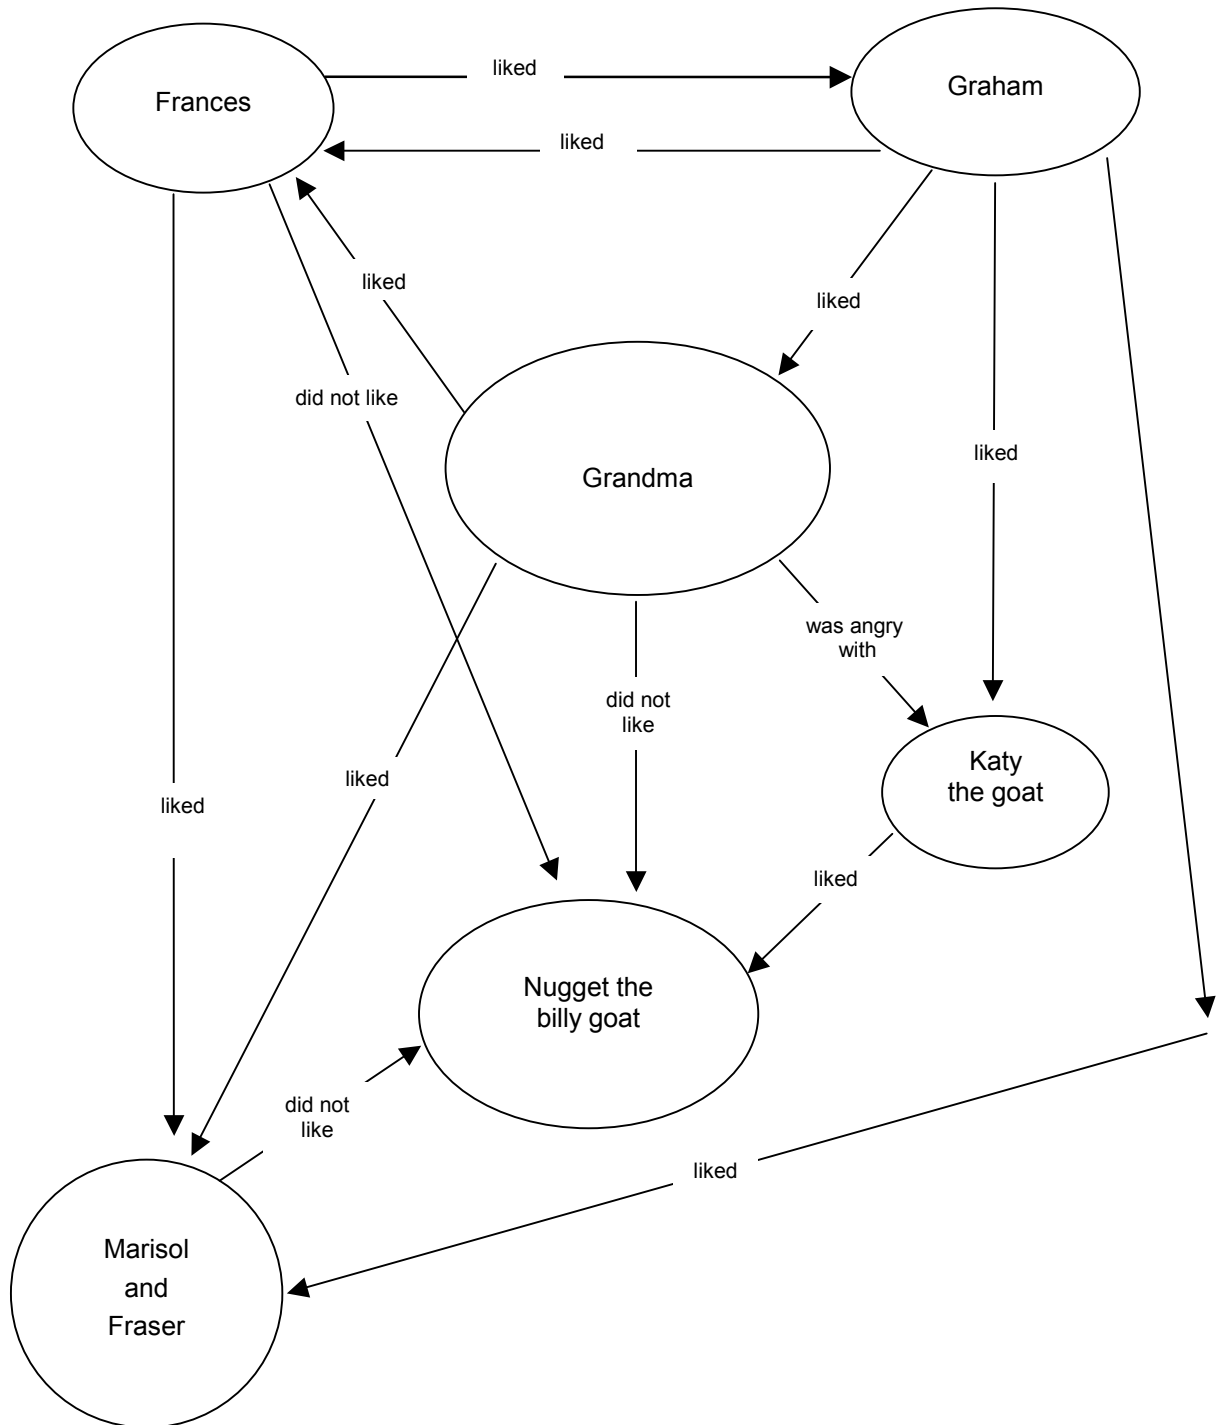 liked
Graham
Frances
liked
liked
liked
did not like
liked
Grandma
was angry
with
did not
like
Katy
the goat
liked
liked
liked
Nugget the
billy goat
did not
like
liked
Marisol
and
Fraser